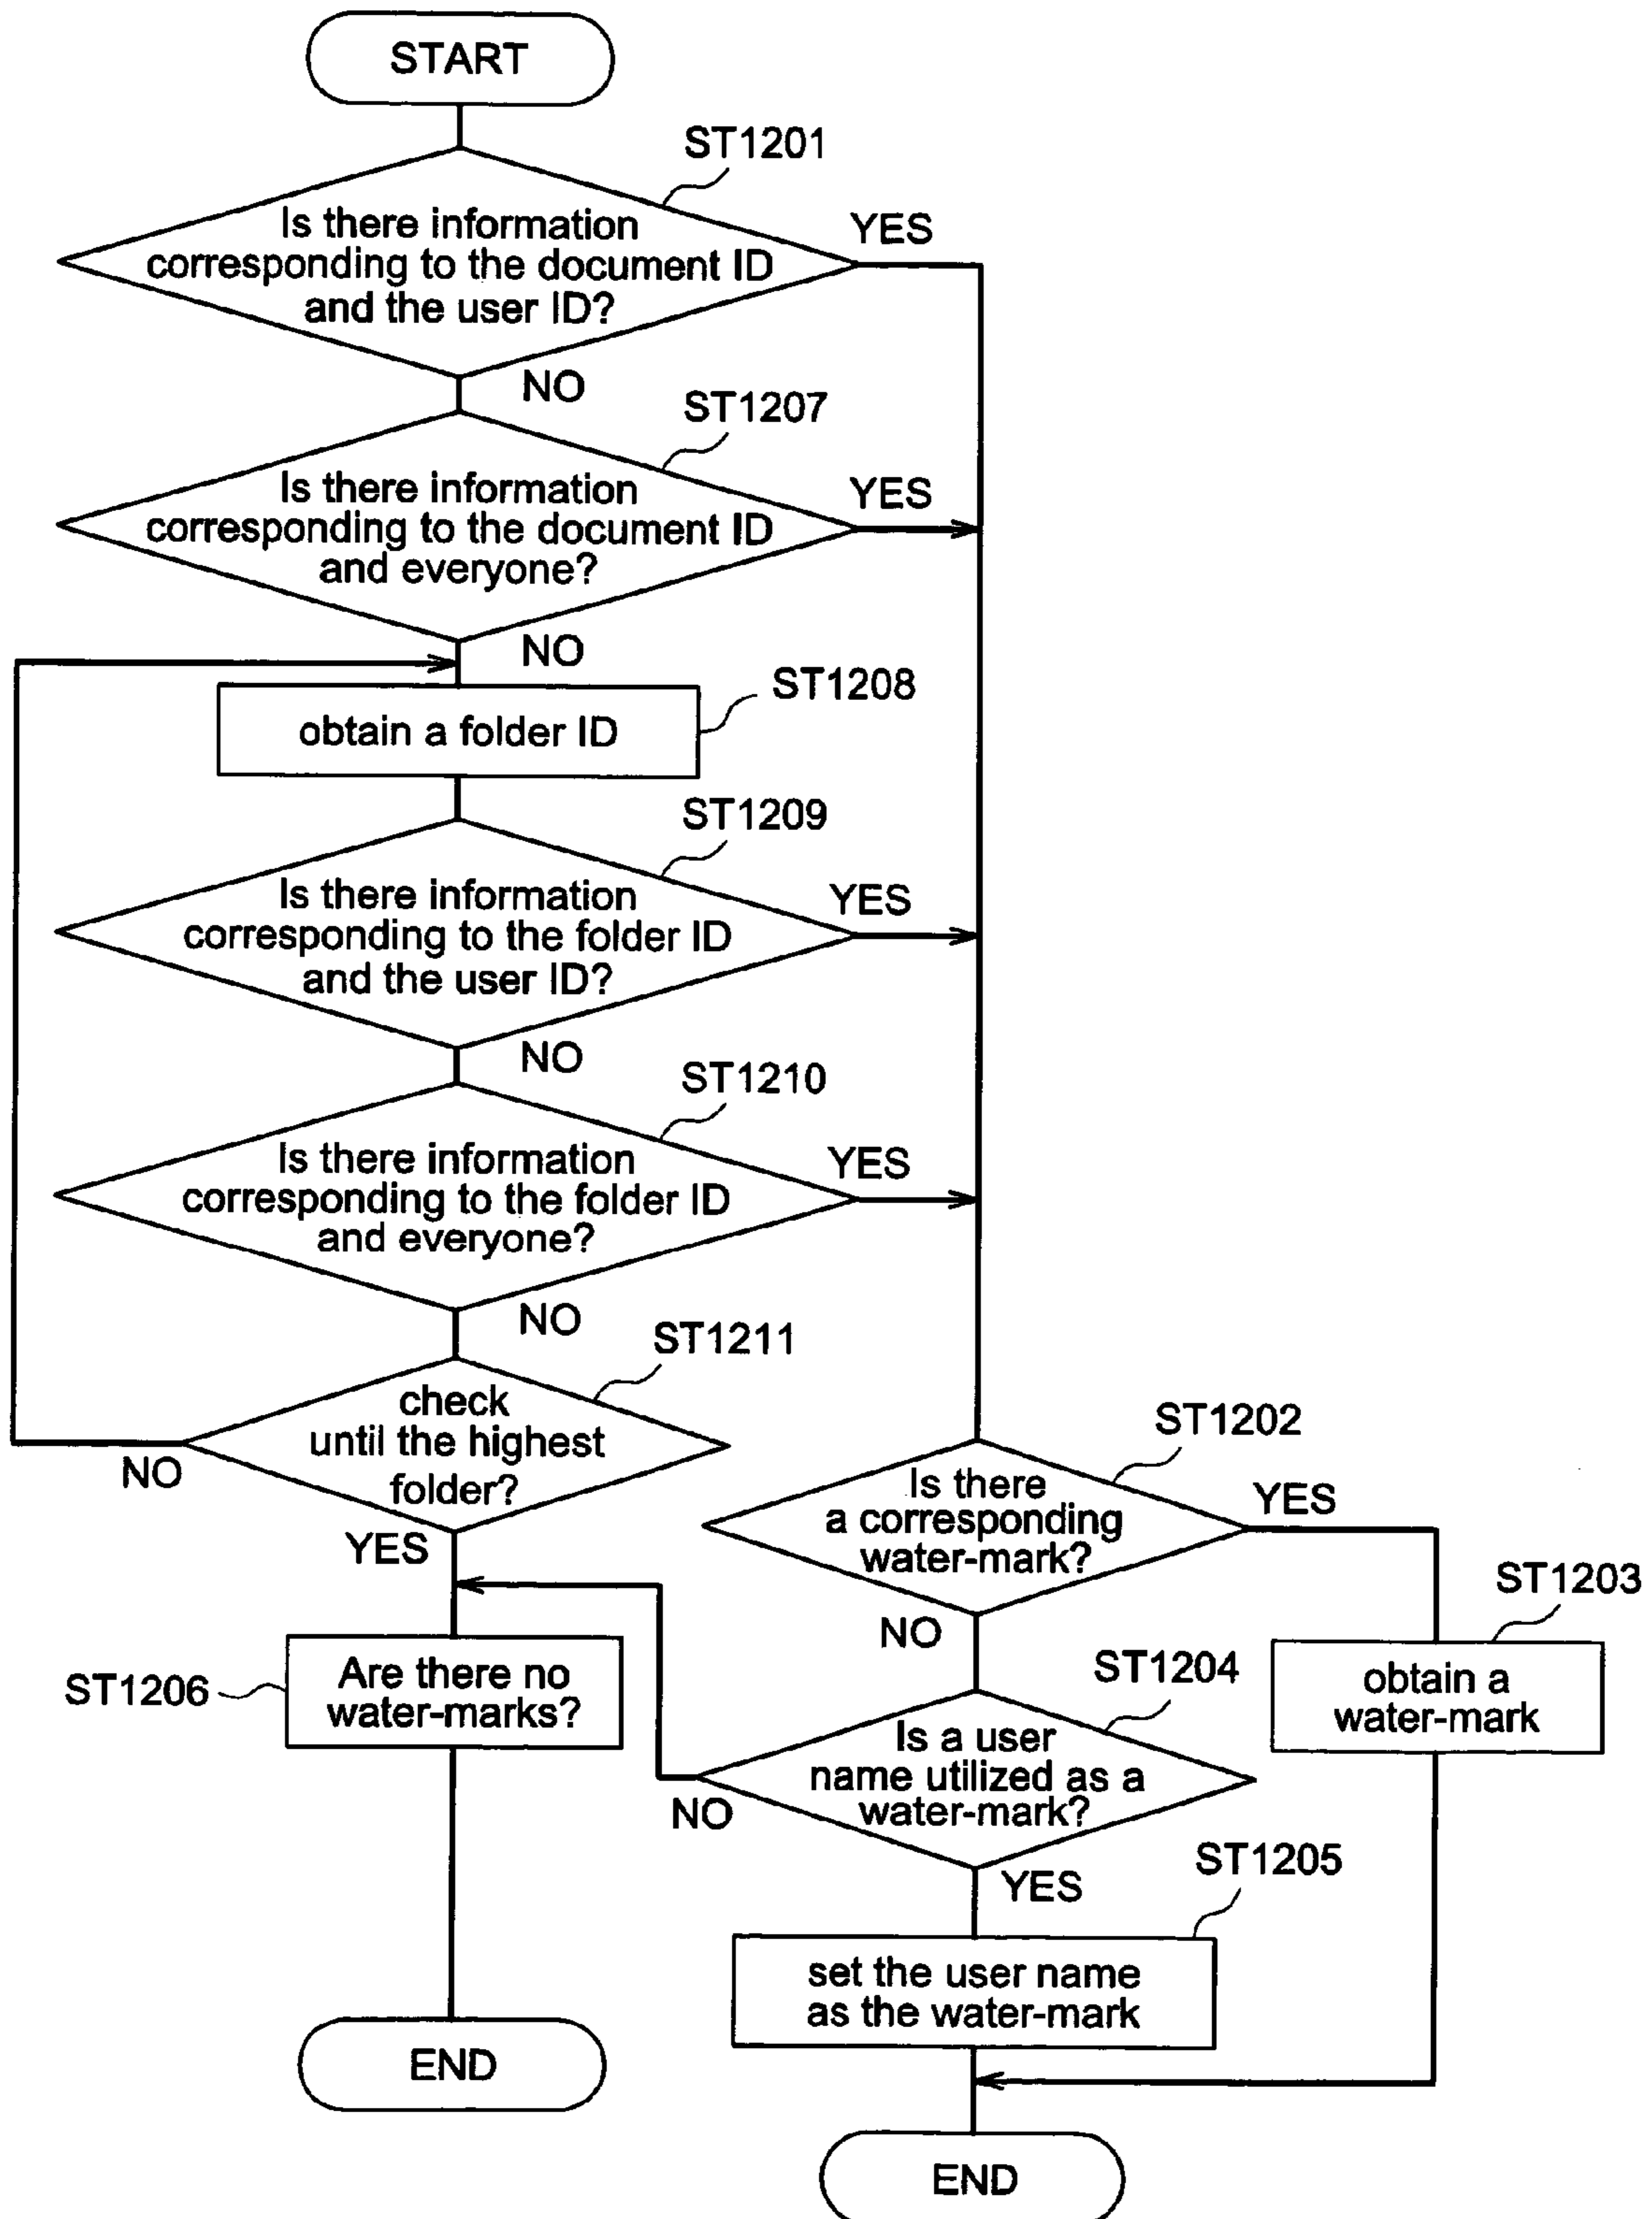 START
ST1201
Is there information
corresponding to the document ID
and the user ID?
YES
NO
ST1207
Is there information
corresponding to the document ID
and everyone?
YES
NO
ST1208
obtain a folder ID
ST1209
Is there information
corresponding to the folder ID
and the user ID?
YES
NO
ST1210
Is there information
corresponding to the folder ID
and everyone?
YES
NO
ST1211
check
until the highest
folder?
NO
YES
ST1202
Is there
a corresponding
water-mark?
YES
NO
ST1203
obtain a
water-mark
ST1206
Are there no
water-marks?
ST1204
Is a user
name utilized as a
water-mark?
NO
YES
ST1205
set the user name
as the water-mark
END
END